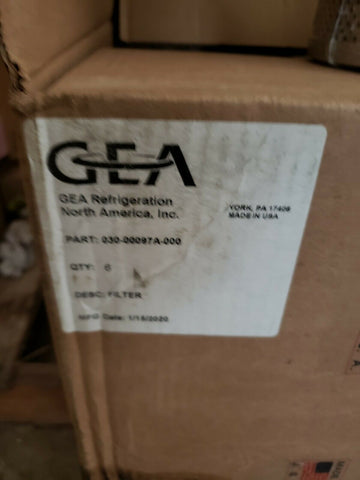 GEA
GEA Refrigeration
North America, Inc.
YORK, PA 17406
MADE IN USA
PART: 030-00097A-000
QTY: 6
DESC: FILTER
MFG Date: 1/15/2020
MADE